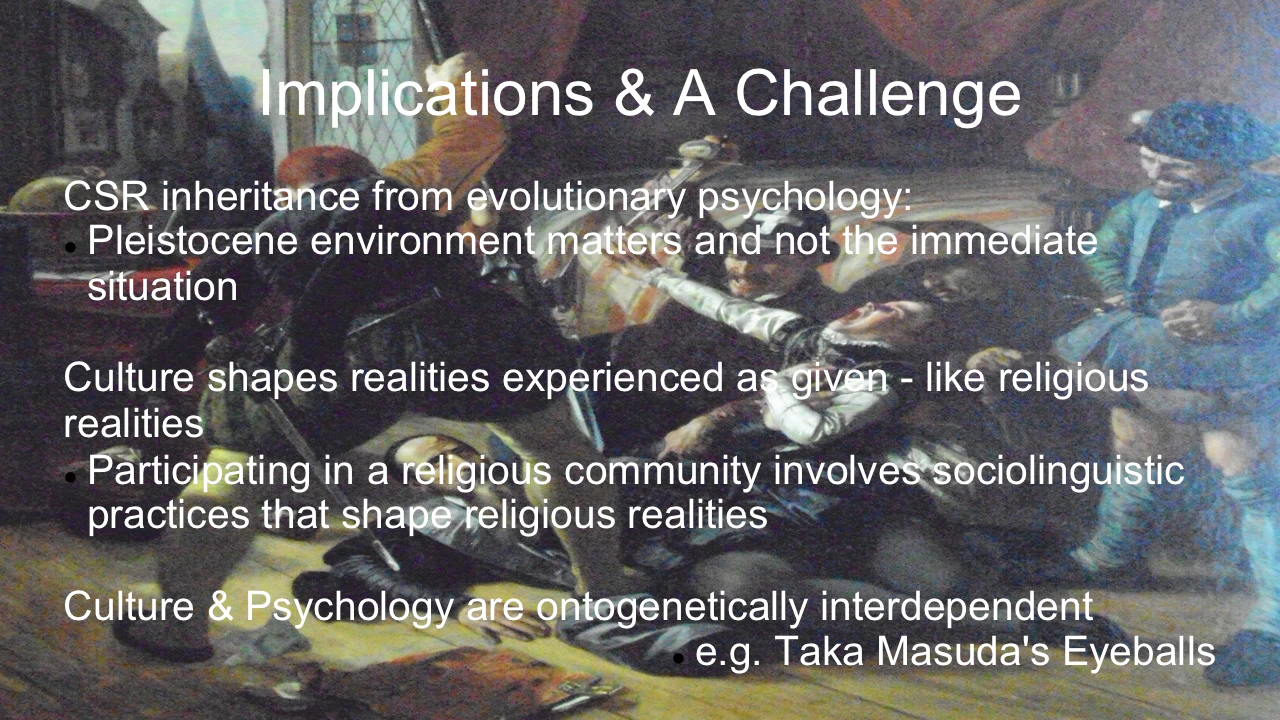 Implications & A Challenge
CSR inheritance from evolutionary psychology:
● Pleistocene environment matters and not the immediate
situation
Culture shapes realities experienced as given - like religious
realities
● Participating in a religious community involves sociolinguistic
practices that shape religious realities
Culture & Psychology are ontogenetically interdependent
● e.g. Taka Masuda's Eyeballs